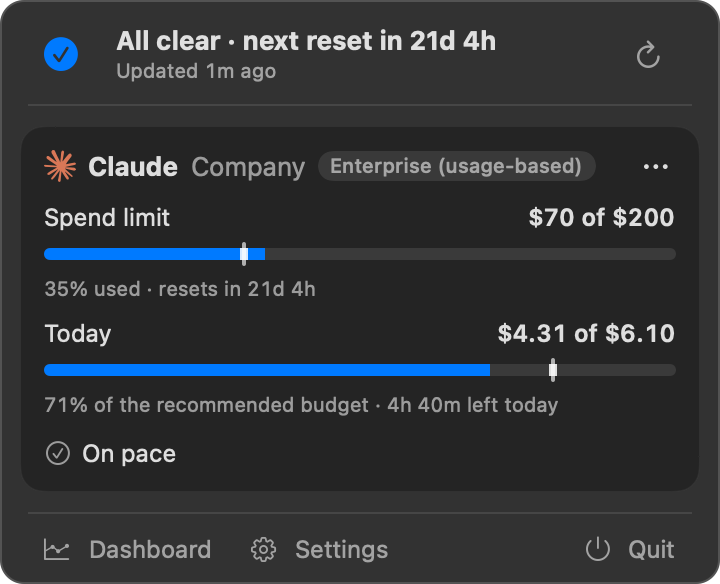 All clear · next reset in 21d 4h
Updated 1m ago
Claude Company Enterprise (usage-based)
Spend limit $70 of $200
35% used · resets in 21d 4h
Today $4.31 of $6.10
71% of the recommended budget · 4h 40m left today
On pace
Dashboard Settings Quit